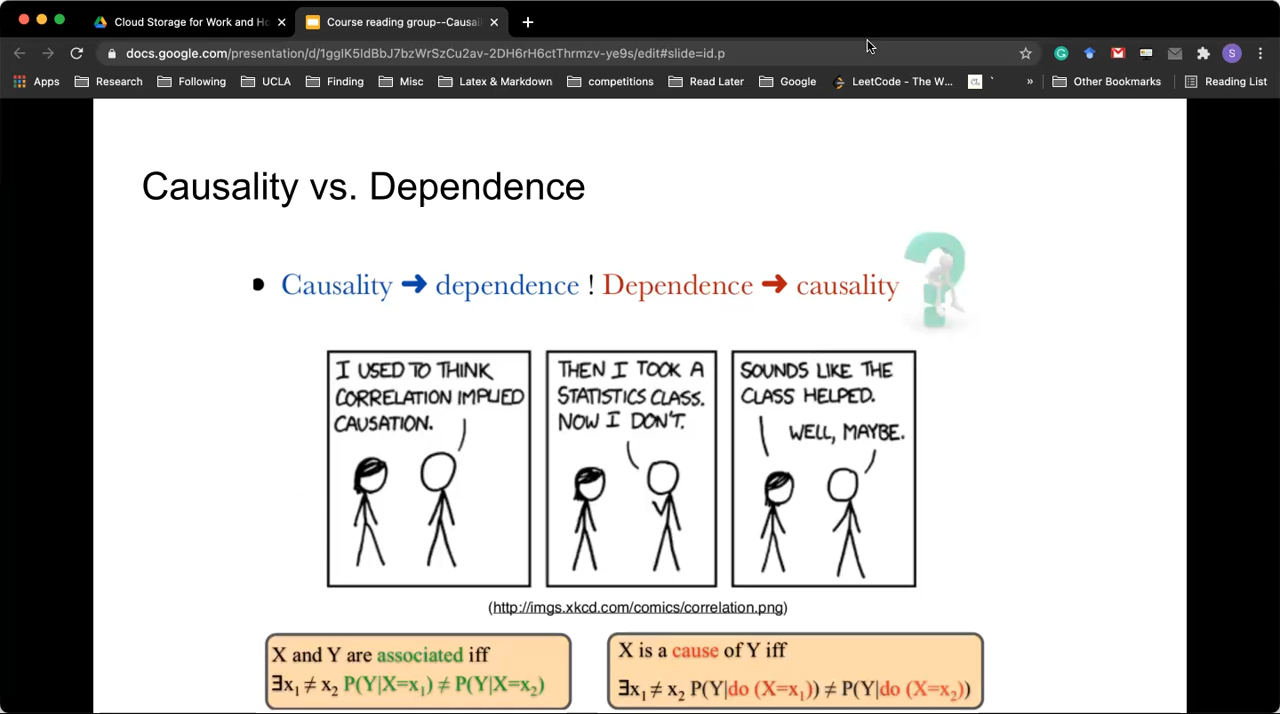 Cloud Storage for Work and Ho
Course reading group--Causali
docs.google.com/presentation/d/1ggIK5IdBbJ7bzWrSzCu2av-2DH6rH6ctThrmzv-ye9s/edit#slide=id.p
S
Apps Research Following UCLA Finding Misc Latex & Markdown competitions Read Later Google LeetCode - The W... » Other Bookmarks Reading List
Causality vs. Dependence
• Causality ➜ dependence ! Dependence ➜ causality ?
I USED TO THINK
CORRELATION IMPLIED
CAUSATION.
THEN I TOOK A
STATISTICS CLASS.
NOW I DON'T.
SOUNDS LIKE THE
CLASS HELPED.
WELL, MAYBE.
(http://imgs.xkcd.com/comics/correlation.png)
X and Y are associated iff
∃x₁ ≠ x₂ P(Y|X=x₁) ≠ P(Y|X=x₂)
X is a cause of Y iff
∃x₁ ≠ x₂ P(Y|do (X=x₁)) ≠ P(Y|do (X=x₂))